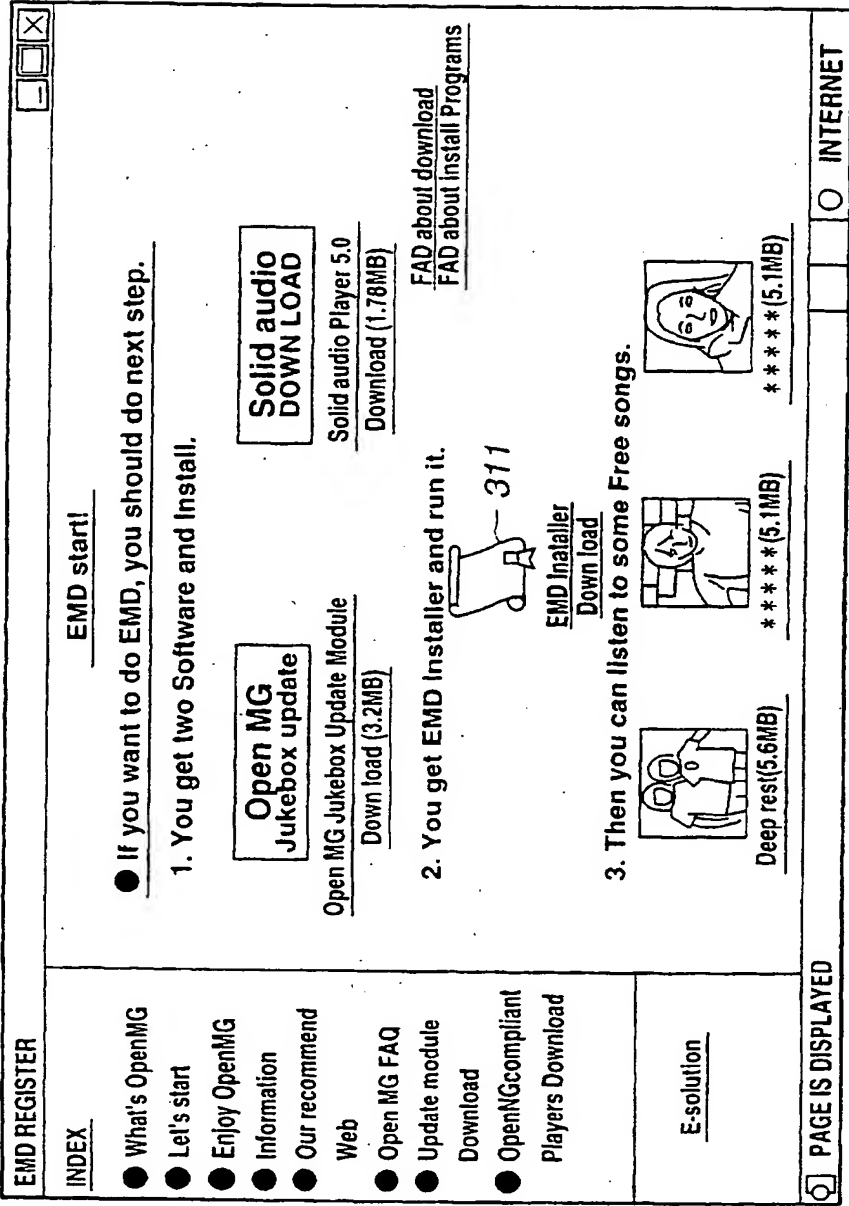 EMD REGISTER
INDEX
What's OpenMG
Let's start
Enjoy OpenMG
Information
Our recommend
Web
Open MG FAQ
Update module
Download
OpenNGcompliant
Players Download
E-solution
EMD start!
If you want to do EMD, you should do next step.
1. You get two Software and Install.
Open MG
Jukebox update
Open MG Jukebox Update Module
Down load (3.2MB)
Solid audio
DOWN LOAD
Solid audio Player 5.0
Download (1.78MB)
2. You get EMD Installer and run it.
311
EMD Inataller
Down load
FAD about download
FAD about install Programs
3. Then you can listen to some Free songs.
Deep rest(5.6MB)
*****(5.1MB)
*****(5.1MB)
PAGE IS DISPLAYED
INTERNET